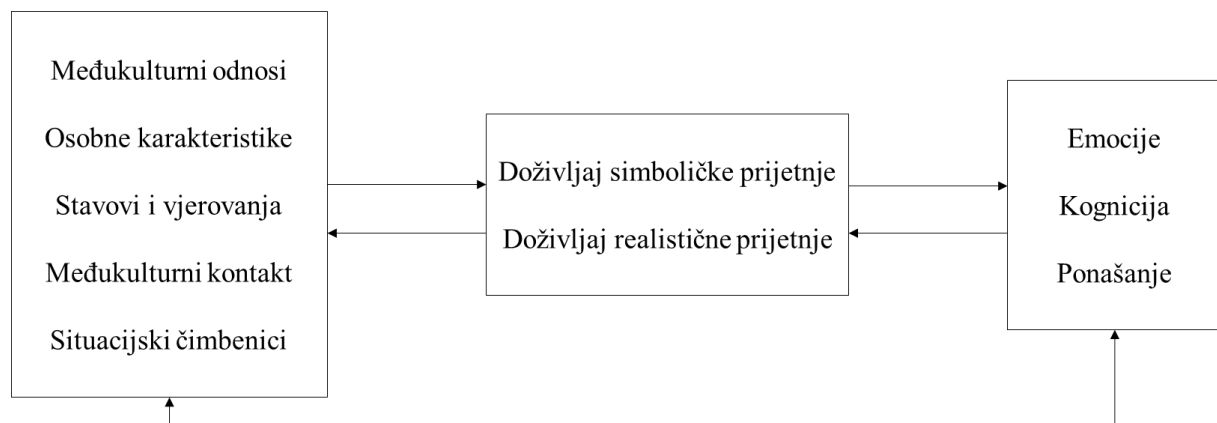 Međukulturni odnosi
Osobne karakteristike
Stavovi i vjerovanja
Međukulturni kontakt
Situacijski čimbenici
Doživljaj simboličke prijetnje
Doživljaj realistične prijetnje
Emocije
Kognicija
Ponašanje